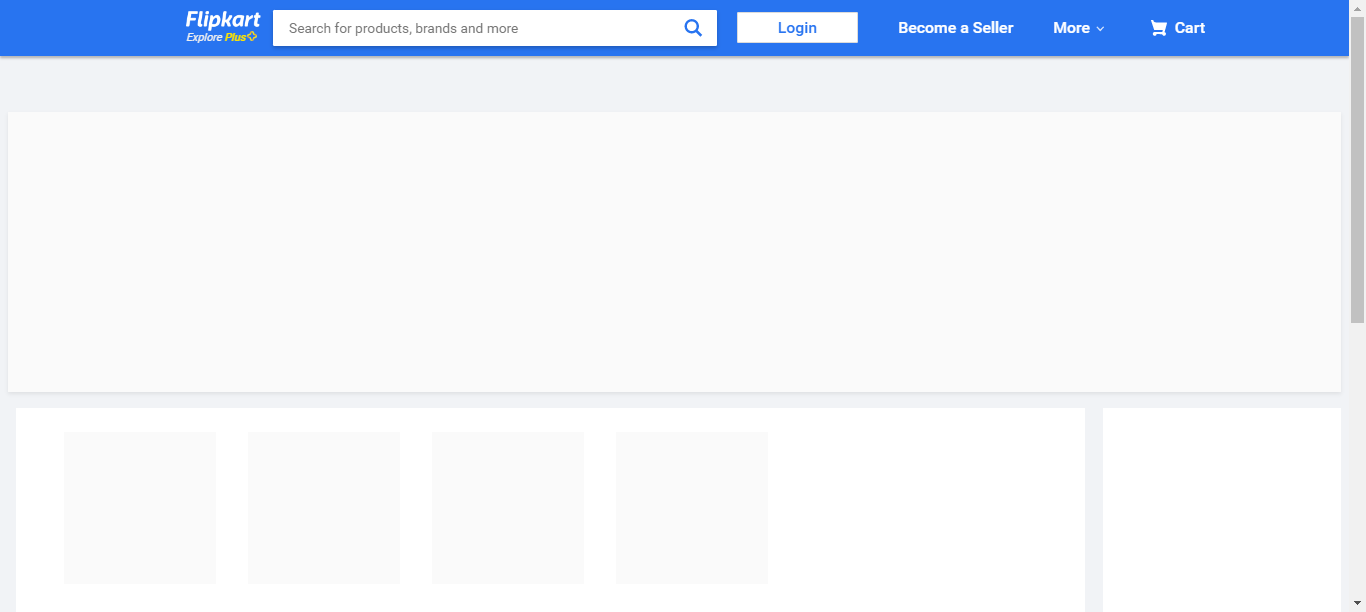 Flipkart
Explore Plus
Search for products, brands and more
Login
Become a Seller
More
Cart